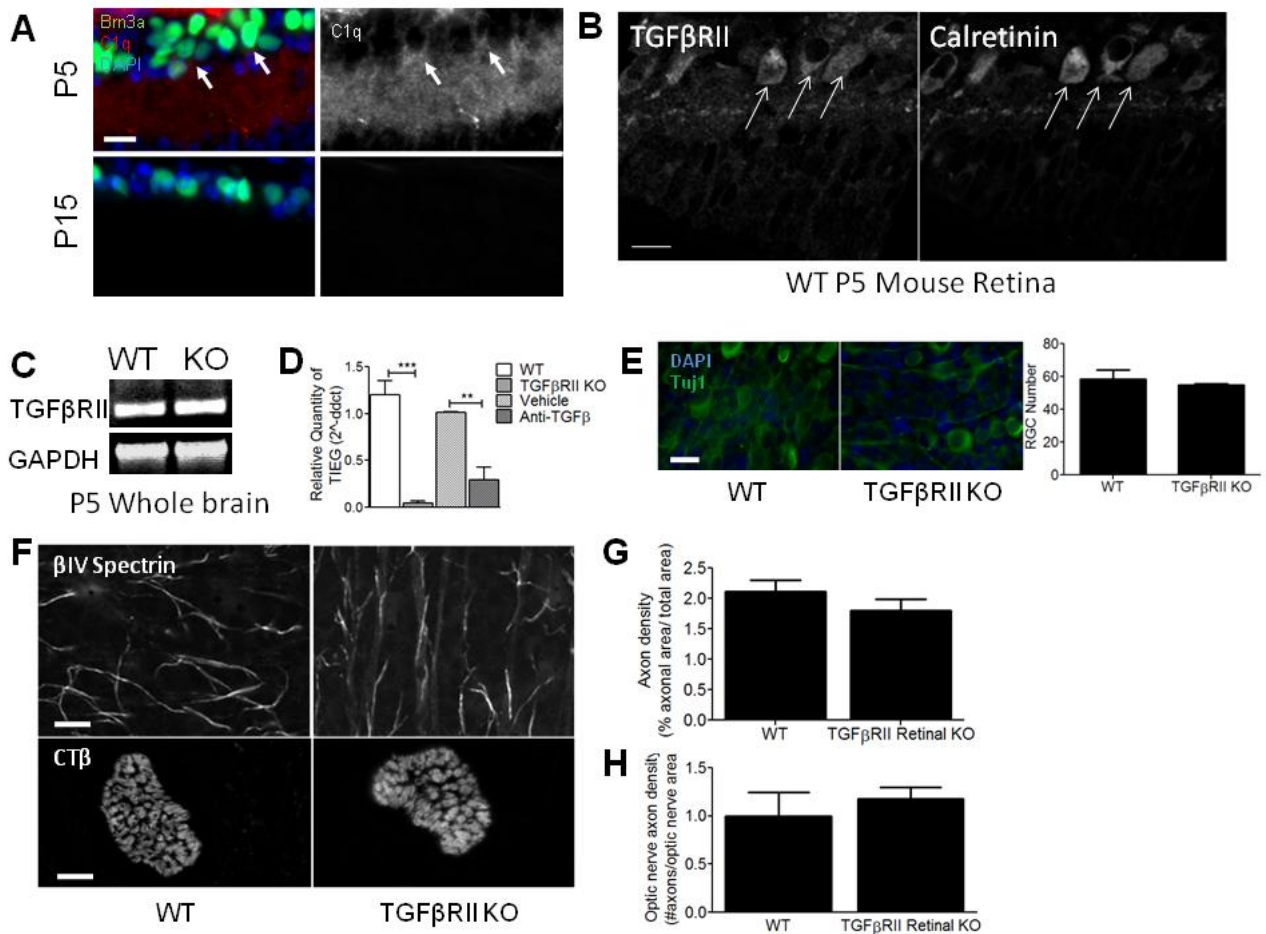 A
Brn3a
C1q
DAPI
C1q
P5
P15
B
TGFβRII
Calretinin
WT P5 Mouse Retina
C
WT KO
TGFβRII
GAPDH
P5 Whole brain
D
Relative Quantity of
TIEG (2^-ddct)
1.5
1.0
0.5
0.0
***
**
WT
TGFβRII KO
Vehicle
Anti-TGFβ
E
DAPI
Tuj1
WT
TGFβRII KO
RGC Number
80
60
40
20
0
WT
TGFβRII KO
F
βIV Spectrin
CTβ
WT
TGFβRII KO
G
Axon density
(% axonal area/ total area)
2.5
2.0
1.5
1.0
0.5
0.0
WT
TGFβRII Retinal KO
H
Optic nerve axon density
(#axons/optic nerve area
1.5
1.0
0.5
0.0
WT
TGFβRII Retinal KO